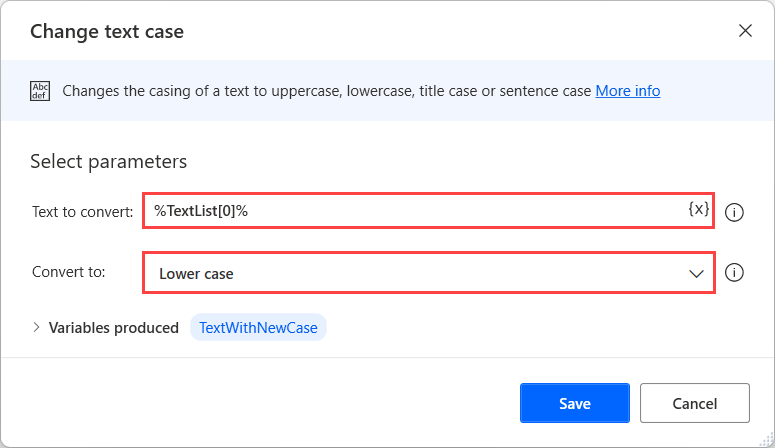 Change text case
Abc
def
Changes the casing of a text to uppercase, lowercase, title case or sentence case More info
Select parameters
Text to convert: %TextList[0]% {x}
Convert to: Lower case
Variables produced TextWithNewCase
Save Cancel